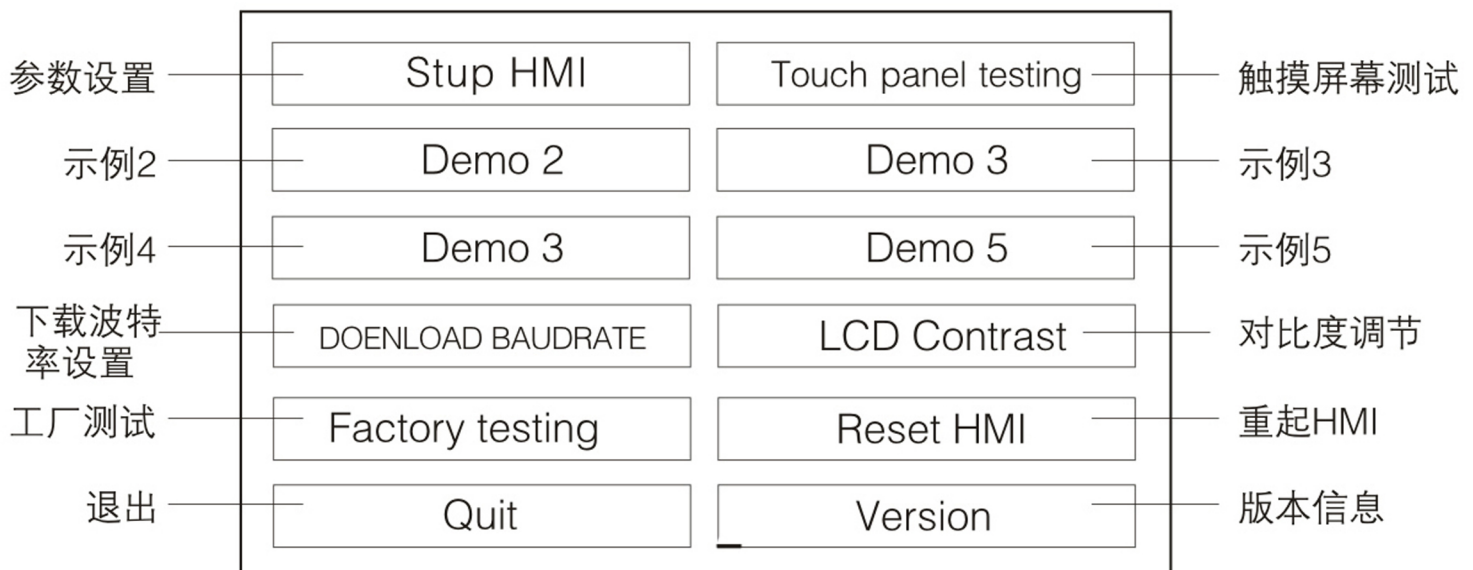 参数设置 Stup HMI Touch panel testing 触摸屏幕测试
示例2 Demo 2 Demo 3 示例3
示例4 Demo 3 Demo 5 示例5
下载波特
率设置 DOENLOAD BAUDRATE LCD Contrast 对比度调节
工厂测试 Factory testing Reset HMI 重起HMI
退出 Quit Version 版本信息